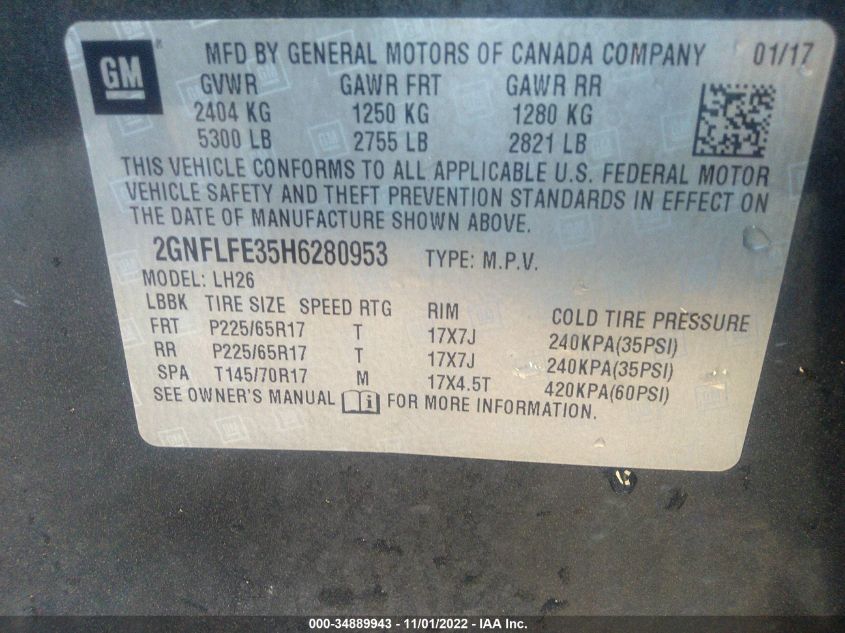 GM
MFD BY GENERAL MOTORS OF CANADA COMPANY 01/17
GVWR GAWR FRT GAWR RR
2404 KG 1250 KG 1280 KG
5300 LB 2755 LB 2821 LB
THIS VEHICLE CONFORMS TO ALL APPLICABLE U.S. FEDERAL MOTOR
VEHICLE SAFETY AND THEFT PREVENTION STANDARDS IN EFFECT ON
THE DATE OF MANUFACTURE SHOWN ABOVE.
2GNFLFE35H6280953 TYPE: M.P.V.
MODEL: LH26
LBBK TIRE SIZE SPEED RTG RIM COLD TIRE PRESSURE
FRT P225/65R17 T 17X7J 240KPA(35PSI)
RR P225/65R17 T 17X7J 240KPA(35PSI)
SPA T145/70R17 M 17X4.5T 420KPA(60PSI)
SEE OWNER'S MANUAL i FOR MORE INFORMATION.
000-34889943 - 11/01/2022 - IAA Inc.